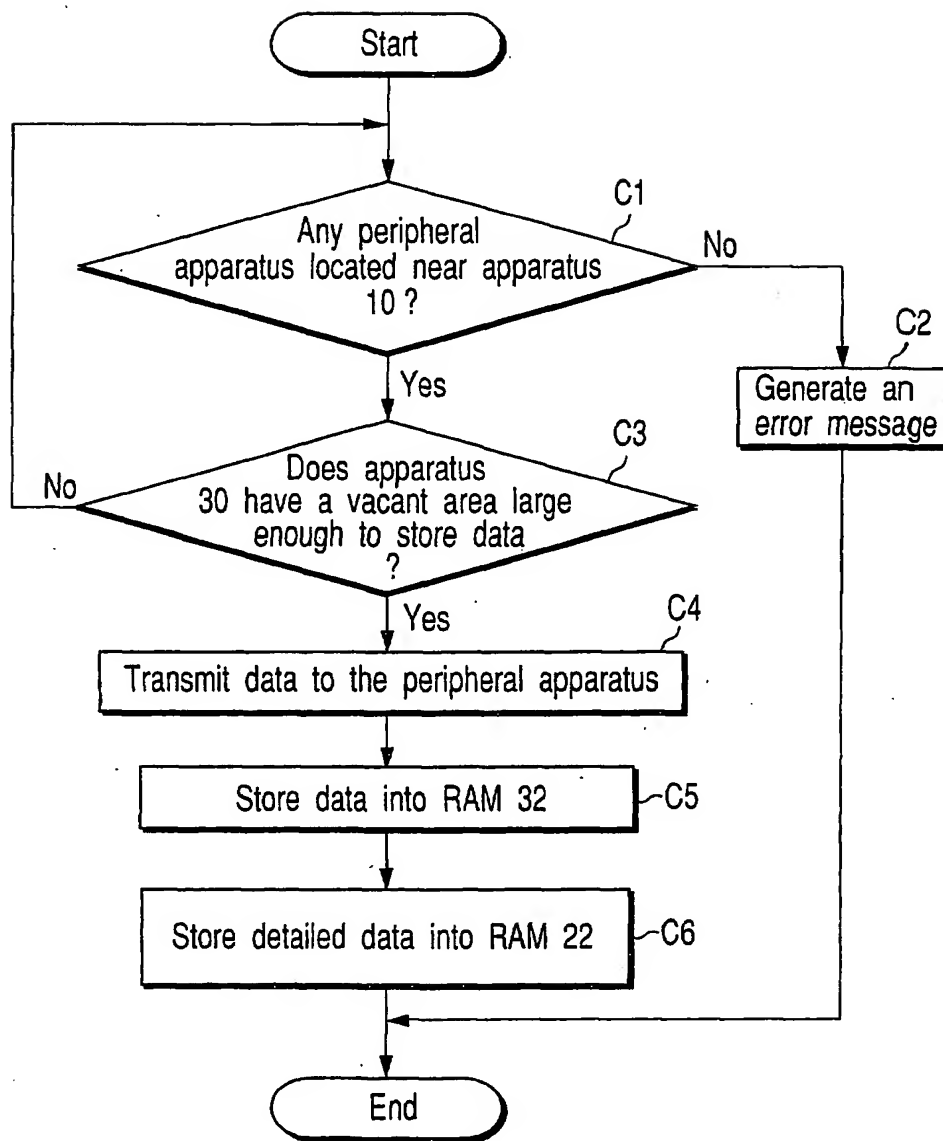 Start
C1
Any peripheral
apparatus located near apparatus
10 ?
No
C2
Generate an
error message
Yes
C3
Does apparatus
30 have a vacant area large
enough to store data
?
No
Yes
C4
Transmit data to the peripheral apparatus
Store data into RAM 32
C5
Store detailed data into RAM 22
C6
End